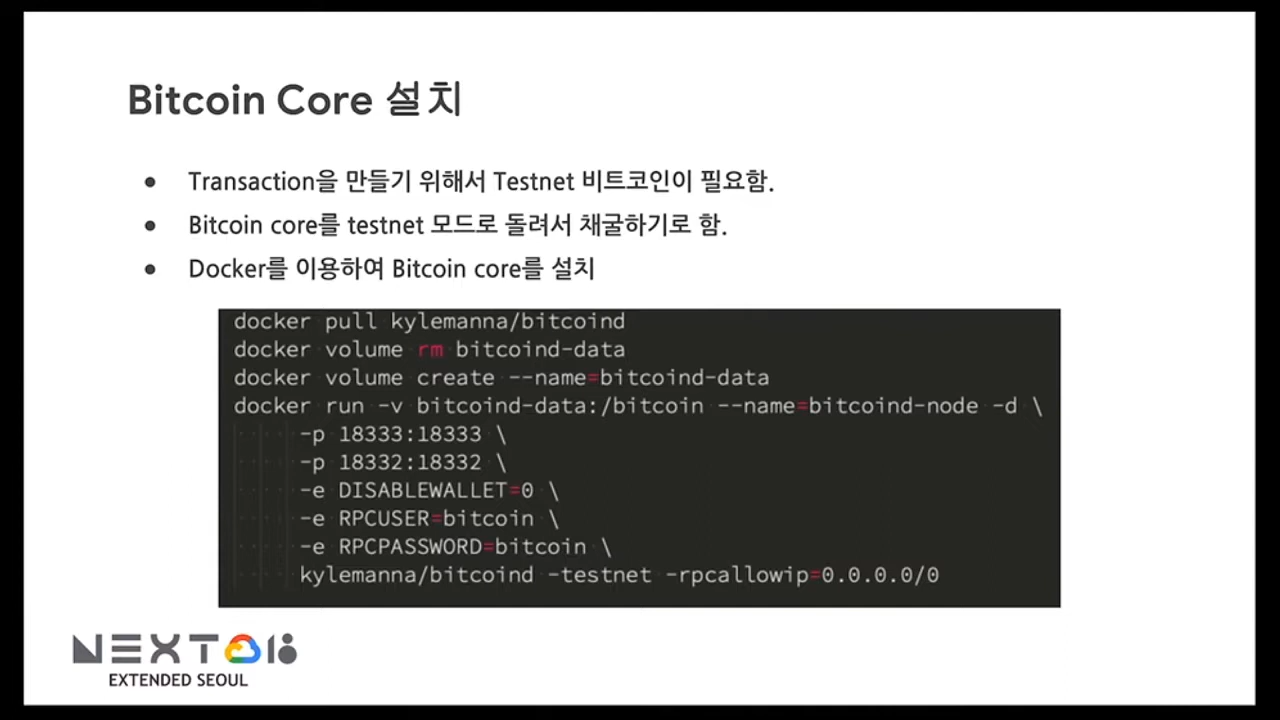 Bitcoin Core 설치
● Transaction을 만들기 위해서 Testnet 비트코인이 필요함.
● Bitcoin core를 testnet 모드로 돌려서 채굴하기로 함.
● Docker를 이용하여 Bitcoin core를 설치
docker pull kylemanna/bitcoind
docker volume rm bitcoind-data
docker volume create --name=bitcoind-data
docker run -v bitcoind-data:/bitcoin --name=bitcoind-node -d \
-p 18333:18333 \
-p 18332:18332 \
-e DISABLEWALLET=0 \
-e RPCUSER=bitcoin \
-e RPCPASSWORD=bitcoin \
kylemanna/bitcoind -testnet -rpcallowip=0.0.0.0/0
NEXT 18
EXTENDED SEOUL